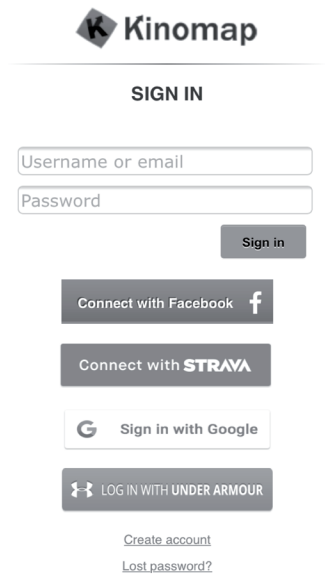 Kinomap
SIGN IN
Username or email
Password
Sign in
Connect with Facebook f
Connect with STRAVA
G Sign in with Google
LOG IN WITH UNDER ARMOUR
Create account
Lost password?